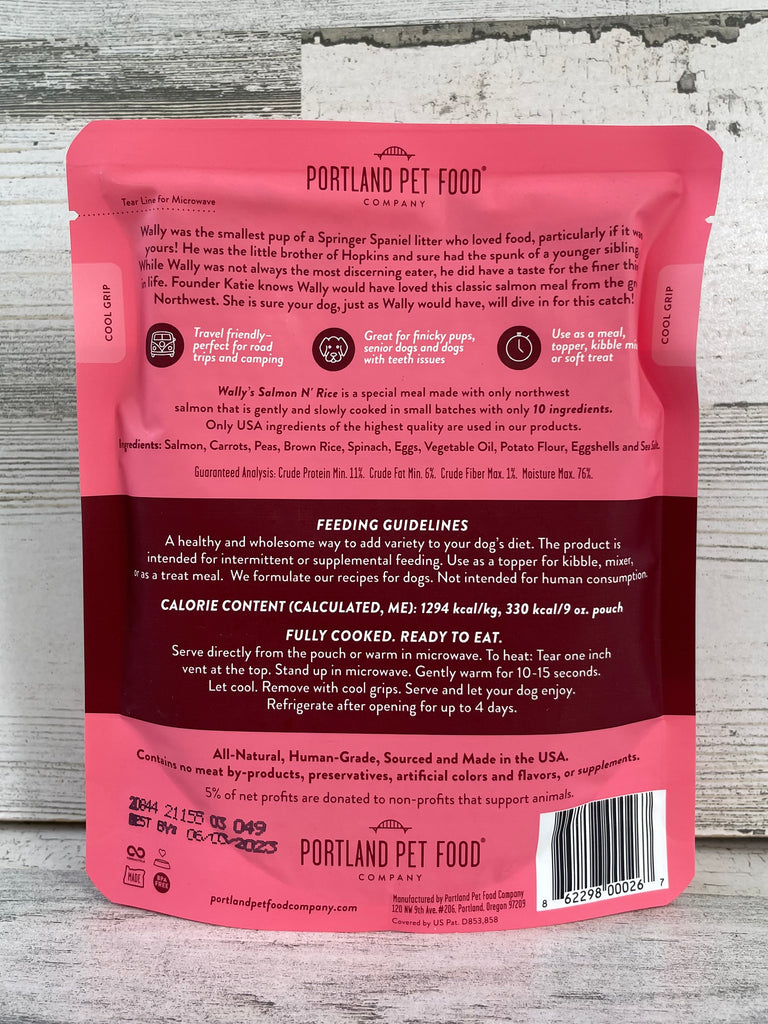 PORTLAND PET FOOD®
COMPANY
Tear Line for Microwave
Wally was the smallest pup of a Springer Spaniel litter who loved food, particularly if it was
yours! He was the little brother of Hopkins and sure had the spunk of a younger sibling.
While Wally was not always the most discerning eater, he did have a taste for the finer
in life. Founder Katie knows Wally would have loved this classic salmon meal from the
Northwest. She is sure your dog, just as Wally would have, will dive in for this catch!
COOL GRIP
COOL GRIP
Travel friendly–
perfect for road
trips and camping
Great for finicky pups,
senior dogs and dogs
with teeth issues
Use as a meal,
topper, kibble
or soft treat
Wally's Salmon N' Rice is a special meal made with only northwest
salmon that is gently and slowly cooked in small batches with only 10 ingredients.
Only USA ingredients of the highest quality are used in our products.
Ingredients: Salmon, Carrots, Peas, Brown Rice, Spinach, Eggs, Vegetable Oil, Potato Flour, Eggshells and Sea Salt.
Guaranteed Analysis: Crude Protein Min. 11%. Crude Fat Min. 6%. Crude Fiber Max. 1%. Moisture Max. 76%.
FEEDING GUIDELINES
A healthy and wholesome way to add variety to your dog's diet. The product is
intended for intermittent or supplemental feeding. Use as a topper for kibble, mixer,
or as a treat meal. We formulate our recipes for dogs. Not intended for human consumption.
CALORIE CONTENT (CALCULATED, ME): 1294 kcal/kg, 330 kcal/9 oz. pouch
FULLY COOKED. READY TO EAT.
Serve directly from the pouch or warm in microwave. To heat: Tear one inch
vent at the top. Stand up in microwave. Gently warm for 10-15 seconds.
Let cool. Remove with cool grips. Serve and let your dog enjoy.
Refrigerate after opening for up to 4 days.
All-Natural, Human-Grade, Sourced and Made in the USA.
Contains no meat by-products, preservatives, artificial colors and flavors, or supplements.
5% of net profits are donated to non-profits that support animals.
21155 03 049
BEST BY: 2023
PORTLAND PET FOOD®
COMPANY
MADE
BPA
FREE
portlandpetfoodcompany.com
Manufactured by Portland Pet Food Company
120 NW 9th Ave. #206, Portland, Oregon 97209
Covered by US Pat. D853,858
8 62298 00026 7